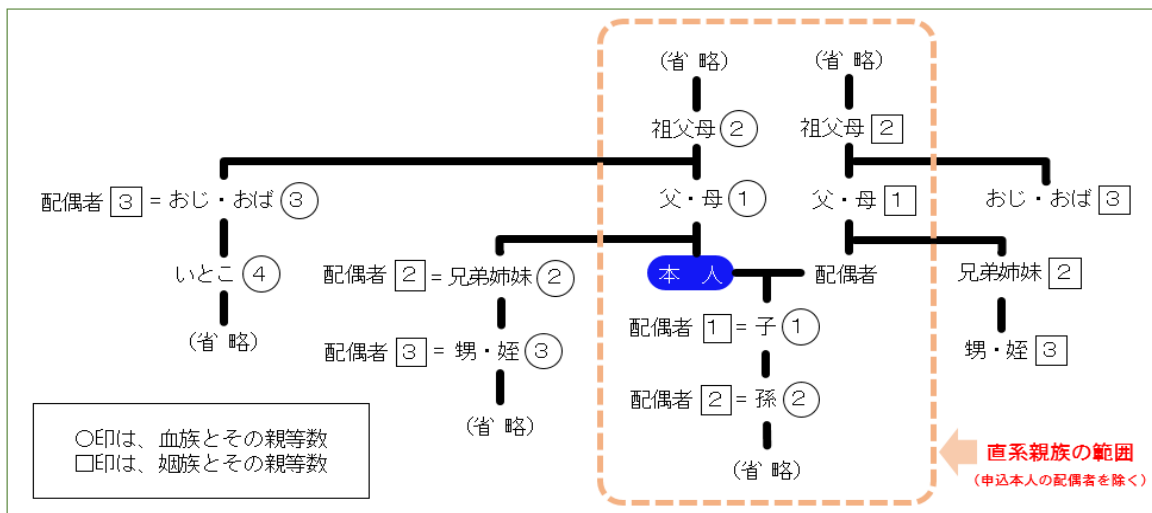 (省 略) (省 略)
祖父母② 祖父母[2]
配偶者[3]=おじ・おば③ 父・母① 父・母[1] おじ・おば[3]
いとこ④ 配偶者[2]=兄弟姉妹② 本 人 配偶者 兄弟姉妹[2]
配偶者[1]=子①
(省 略) 配偶者[3]=甥・姪③ 甥・姪[3]
配偶者[2]=孫②
(省 略)
○印は、血族とその親等数
□印は、姻族とその親等数
(省 略)
直系親族の範囲
(申込本人の配偶者を除く)